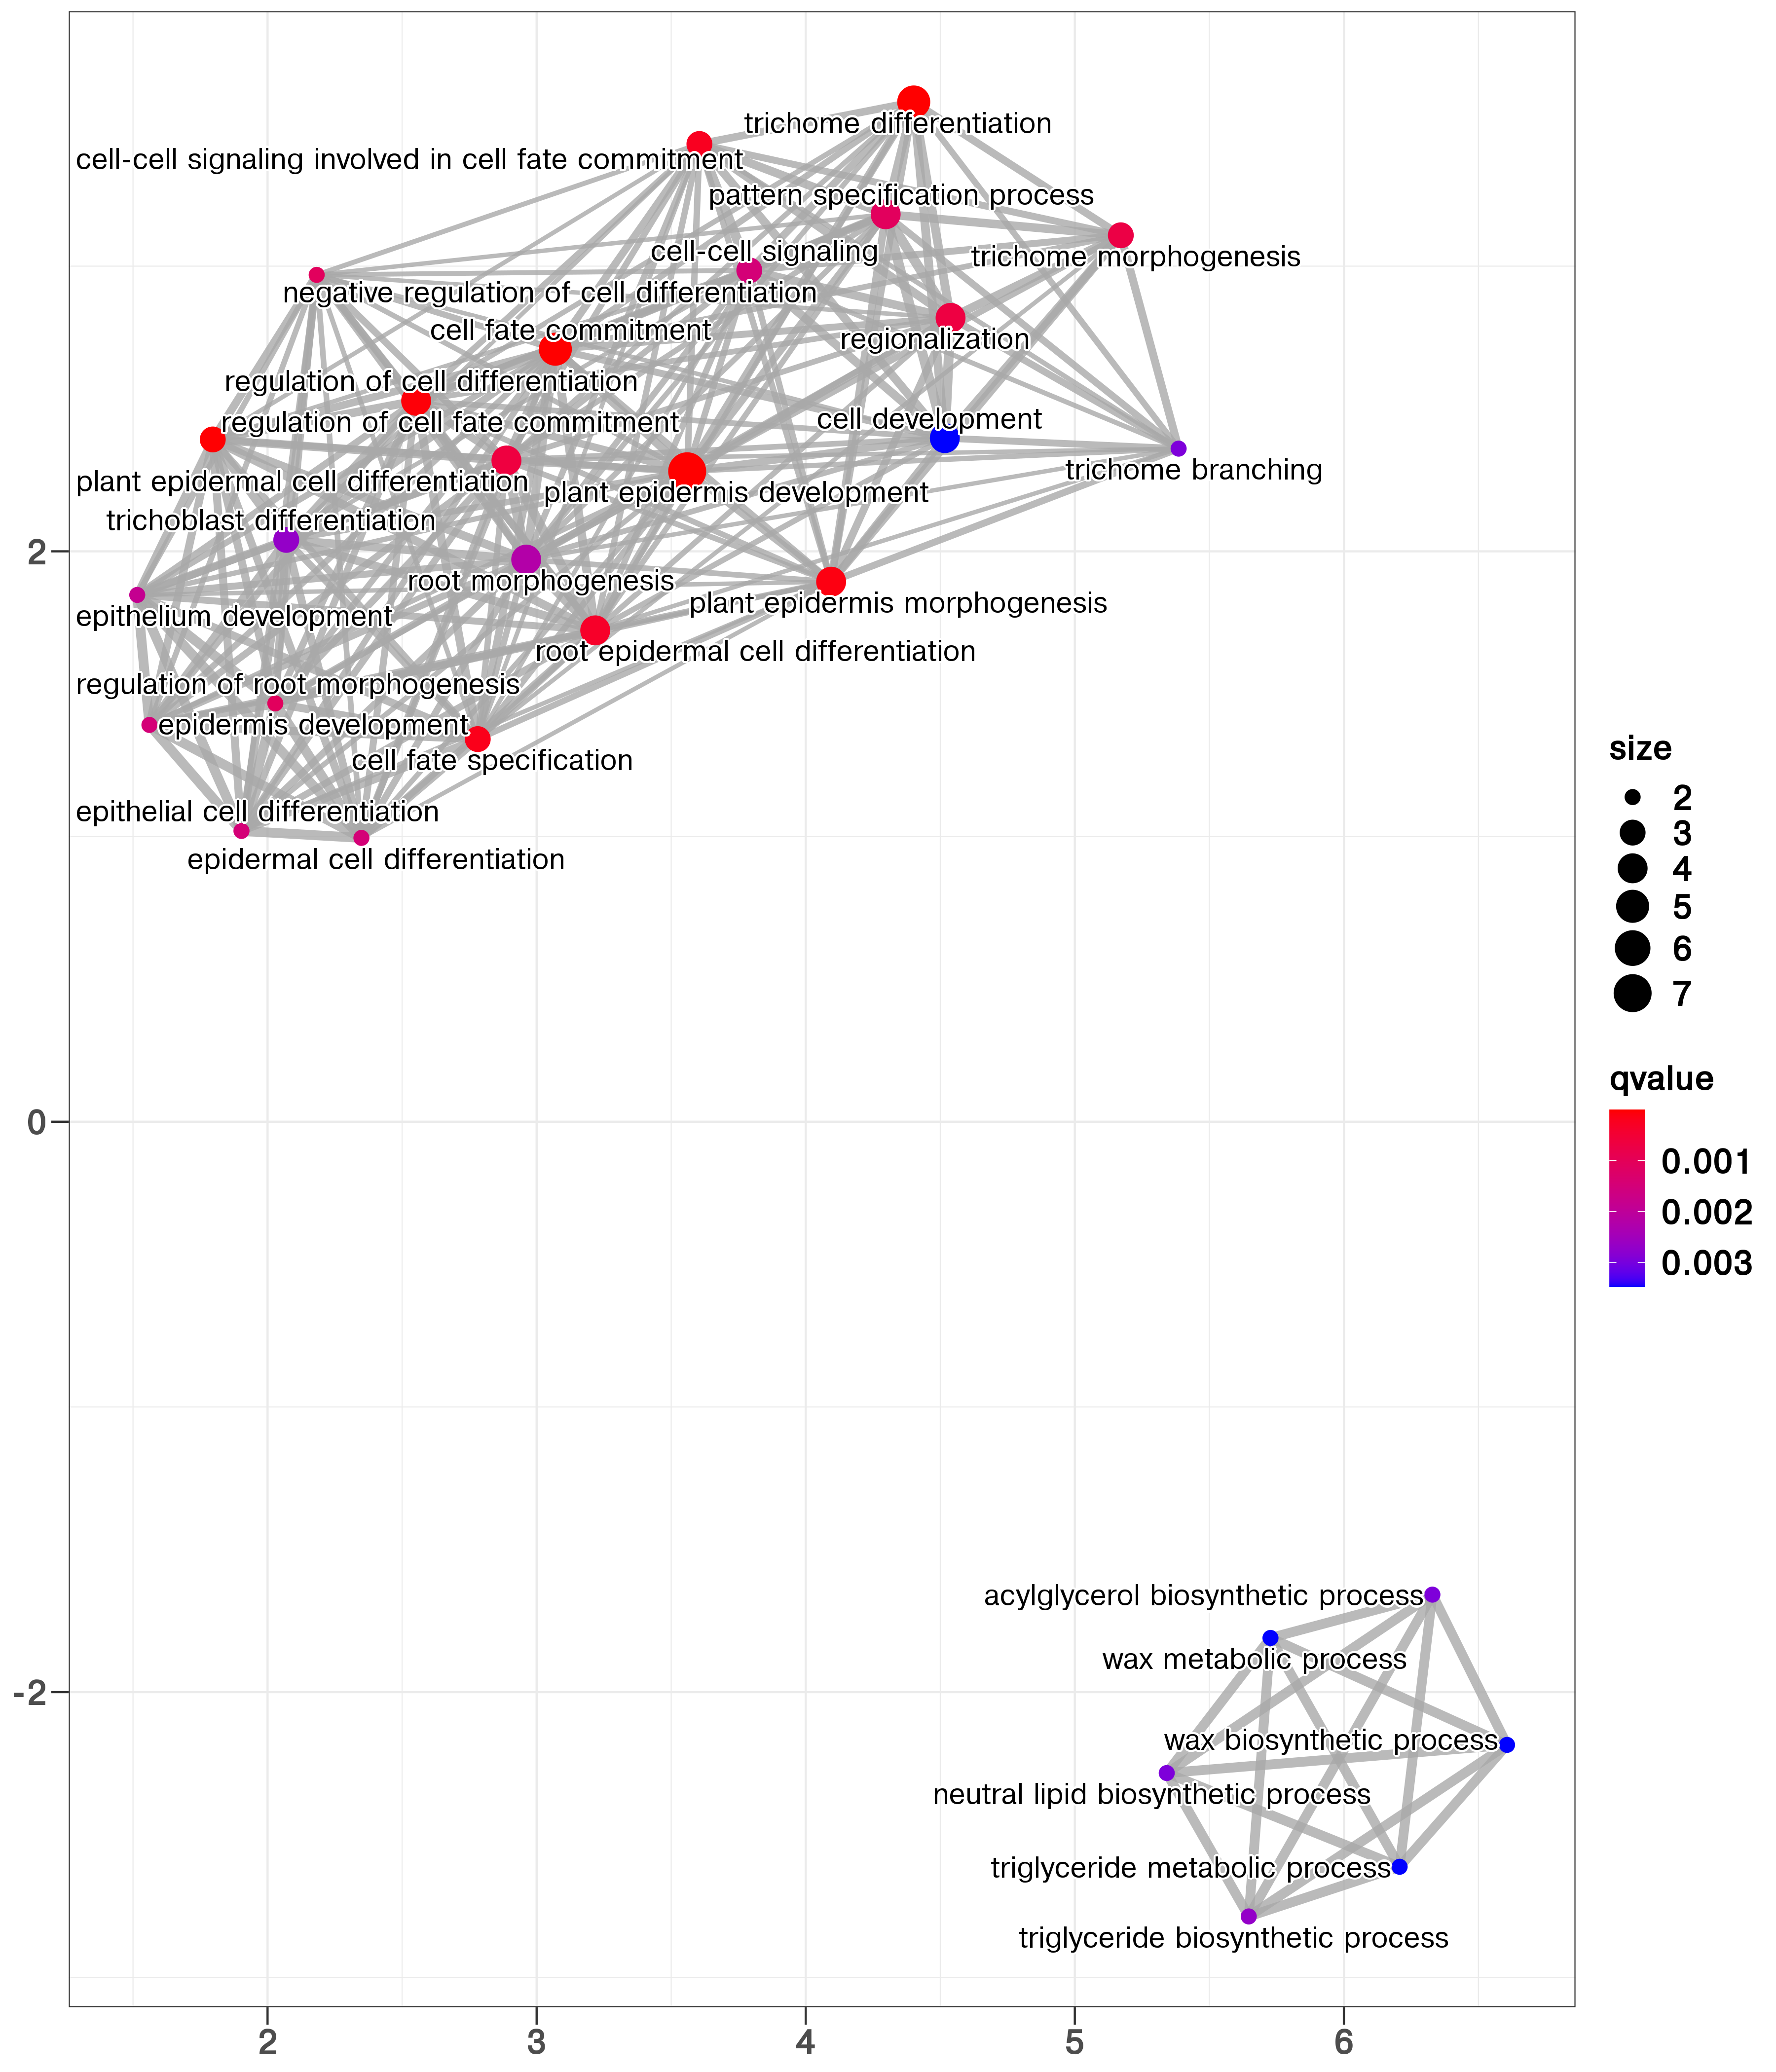 trichome differentiation
cell-cell signaling involved in cell fate commitment
pattern specification process
cell-cell signaling
trichome morphogenesis
negative regulation of cell differentiation
cell fate commitment
regionalization
regulation of cell differentiation
regulation of cell fate commitment
cell development
trichome branching
plant epidermal cell differentiation
plant epidermis development
trichoblast differentiation
2
root morphogenesis
plant epidermis morphogenesis
epithelium development
root epidermal cell differentiation
regulation of root morphogenesis
epidermis development
cell fate specification
epithelial cell differentiation
epidermal cell differentiation
0
-2
acylglycerol biosynthetic process
wax metabolic process
wax biosynthetic process
neutral lipid biosynthetic process
triglyceride metabolic process
triglyceride biosynthetic process
2 3 4 5 6
size
2
3
4
5
6
7
qvalue
0.001
0.002
0.003